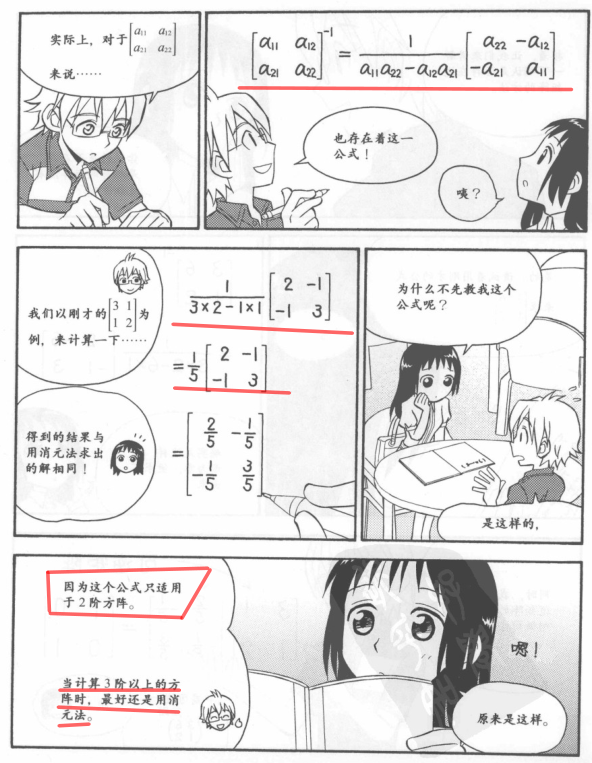 实际上，对于[a₁₁ a₁₂
a₂₁ a₂₂]
来说……
[a₁₁ a₁₂
a₂₁ a₂₂]⁻¹ = 1/(a₁₁a₂₂−a₁₂a₂₁) [a₂₂ −a₁₂
−a₂₁ a₁₁]
也存在着这一
公式！
咦？
我们以刚才的[3 1
1 2]为
例，来计算一下……
1/(3×2−1×1) [2 −1
−1 3]
=1/5 [2 −1
−1 3]
=[2/5 −1/5
−1/5 3/5]
得到的结果与
用消元法求出
的解相同！
为什么不先教我这个
公式呢？
是这样的，
因为这个公式只适用
于2阶方阵。
当计算3阶以上的方
阵时，最好还是用消
元法。
嗯！
原来是这样。